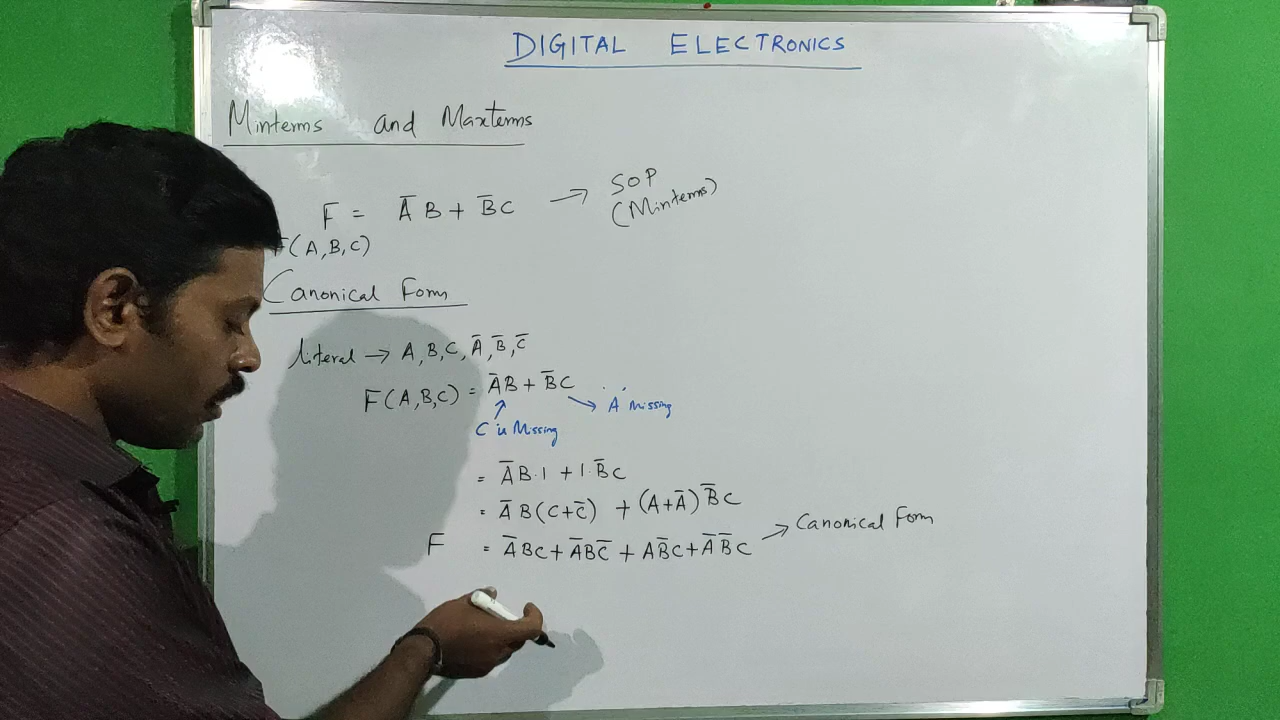 DIGITAL ELECTRONICS
Minterms and Maxterms
F = A̅ B + B̅ C → SOP
(Minterms)
F(A,B,C)
Canonical Form
literal → A, B, C, A̅, B̅, C̅
F(A,B,C) = A̅B + B̅C
C is Missing
A Missing
= A̅B.1 + 1.B̅C
= A̅B(C+C̅) + (A+A̅)B̅C
F = A̅BC + A̅BC̅ + AB̅C + A̅B̅C → Canonical Form